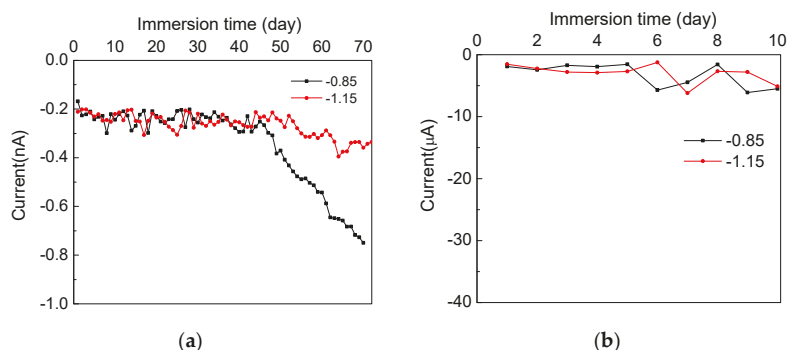 Immersion time (day)
0 10 20 30 40 50 60 70
0.0
-0.2
-0.4
-0.6
-0.8
-1.0
Current(nA)
-0.85
-1.15
(a)
Immersion time (day)
0 2 4 6 8 10
0
-10
-20
-30
-40
Current(μA)
-0.85
-1.15
(b)